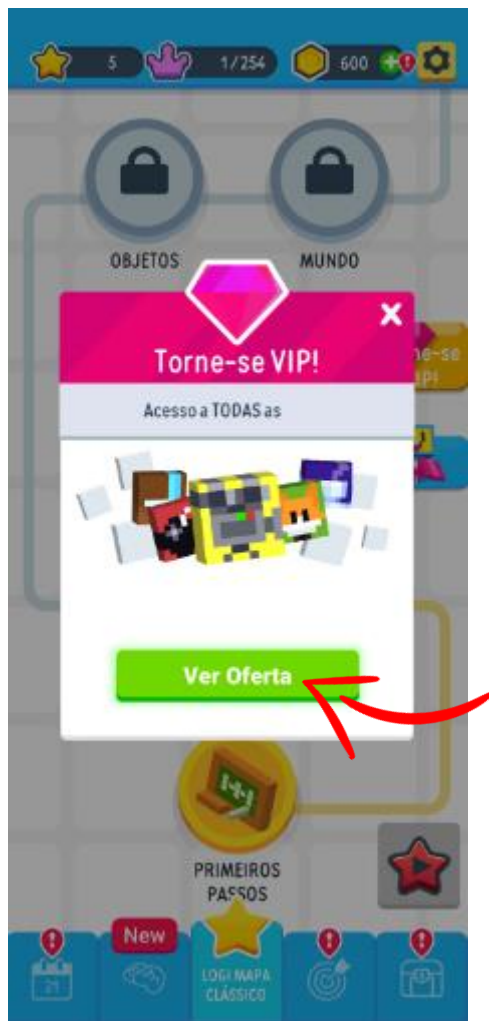 5 1/254 600
OBJETOS MUNDO
Torne-se VIP!
Acesso a TODAS as
Ver Oferta
PRIMEIROS
PASSOS
New
LOGI MAPA
CLÁSSICO
21